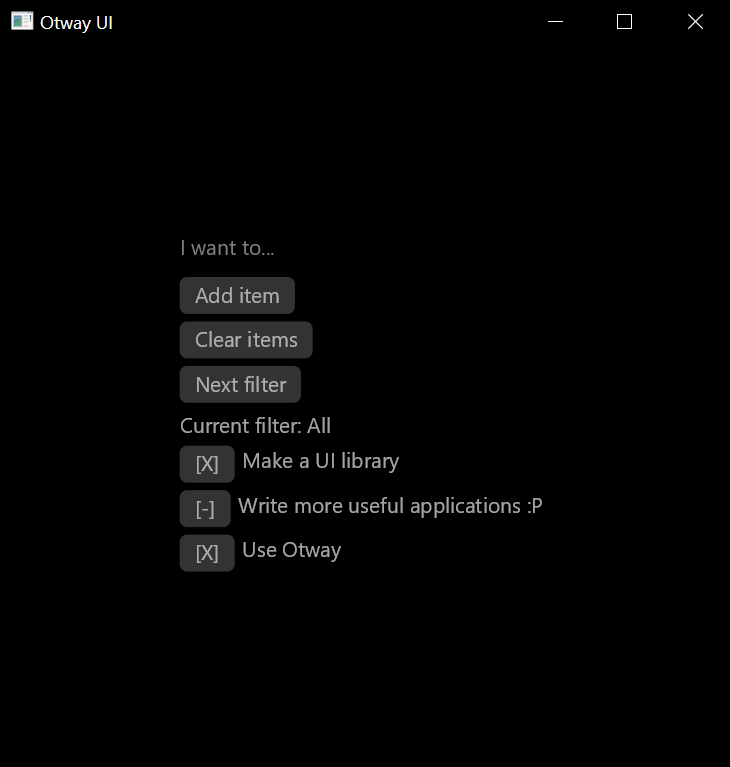 Otway UI
I want to...
Add item
Clear items
Next filter
Current filter: All
[X] Make a UI library
[-] Write more useful applications :P
[X] Use Otway